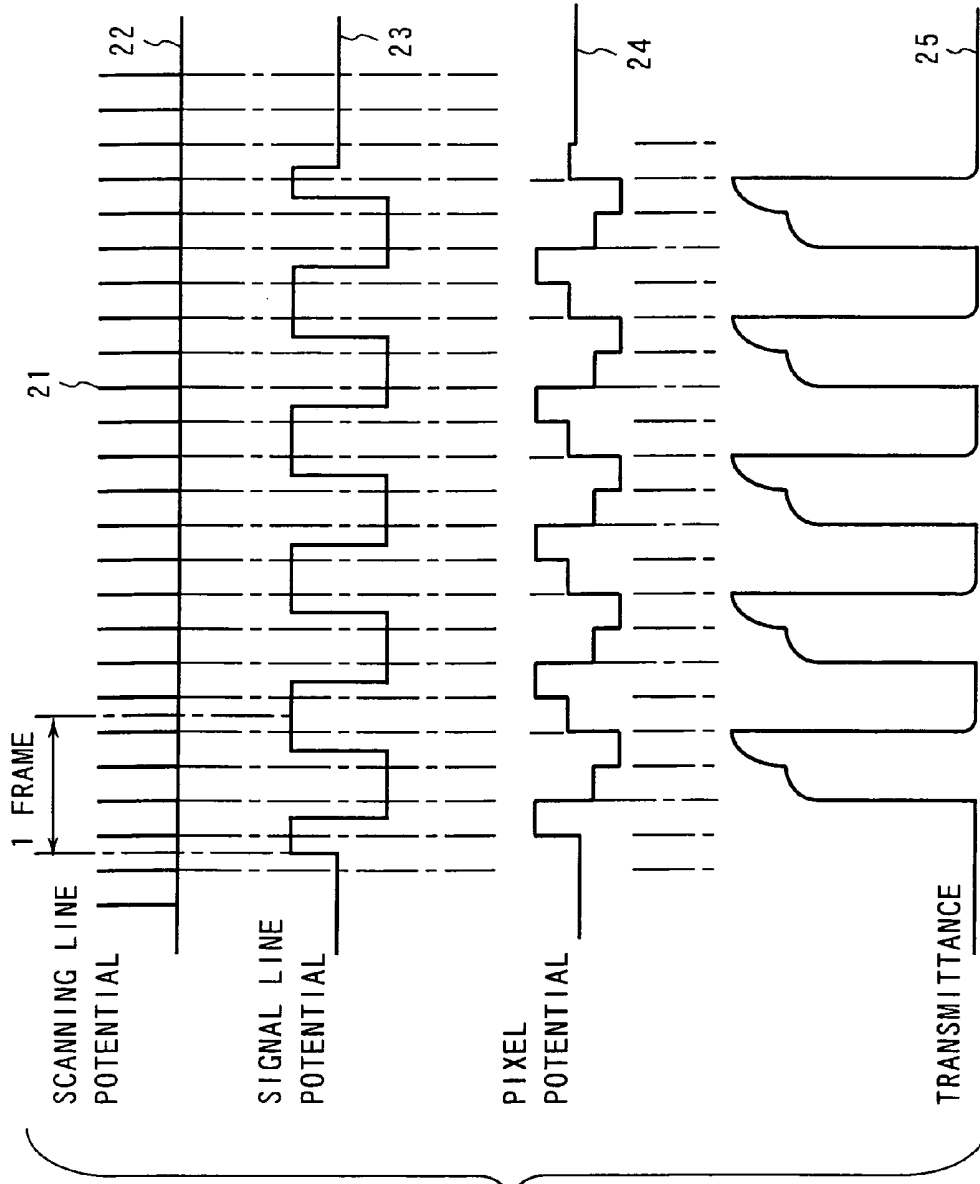 1 FRAME
SCANNING LINE
POTENTIAL
21
22
SIGNAL LINE
POTENTIAL
23
PIXEL
POTENTIAL
24
TRANSMITTANCE
25